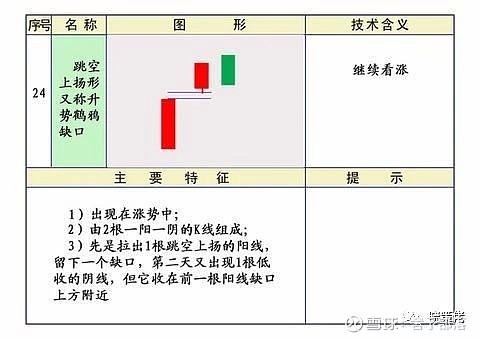 序号 名称 图形 技术含义
24
跳空
上扬形
又称升
势鹤鸦
缺口
继续看涨
主要特征 提示
1）出现在涨势中；
2）由2根一阳一阴的K线组成；
3）先是拉出1根跳空上扬的阳线，
留下一个缺口，第二天又出现1根低
收的阴线，但它收在前一根阳线缺口
上方附近
雪球：